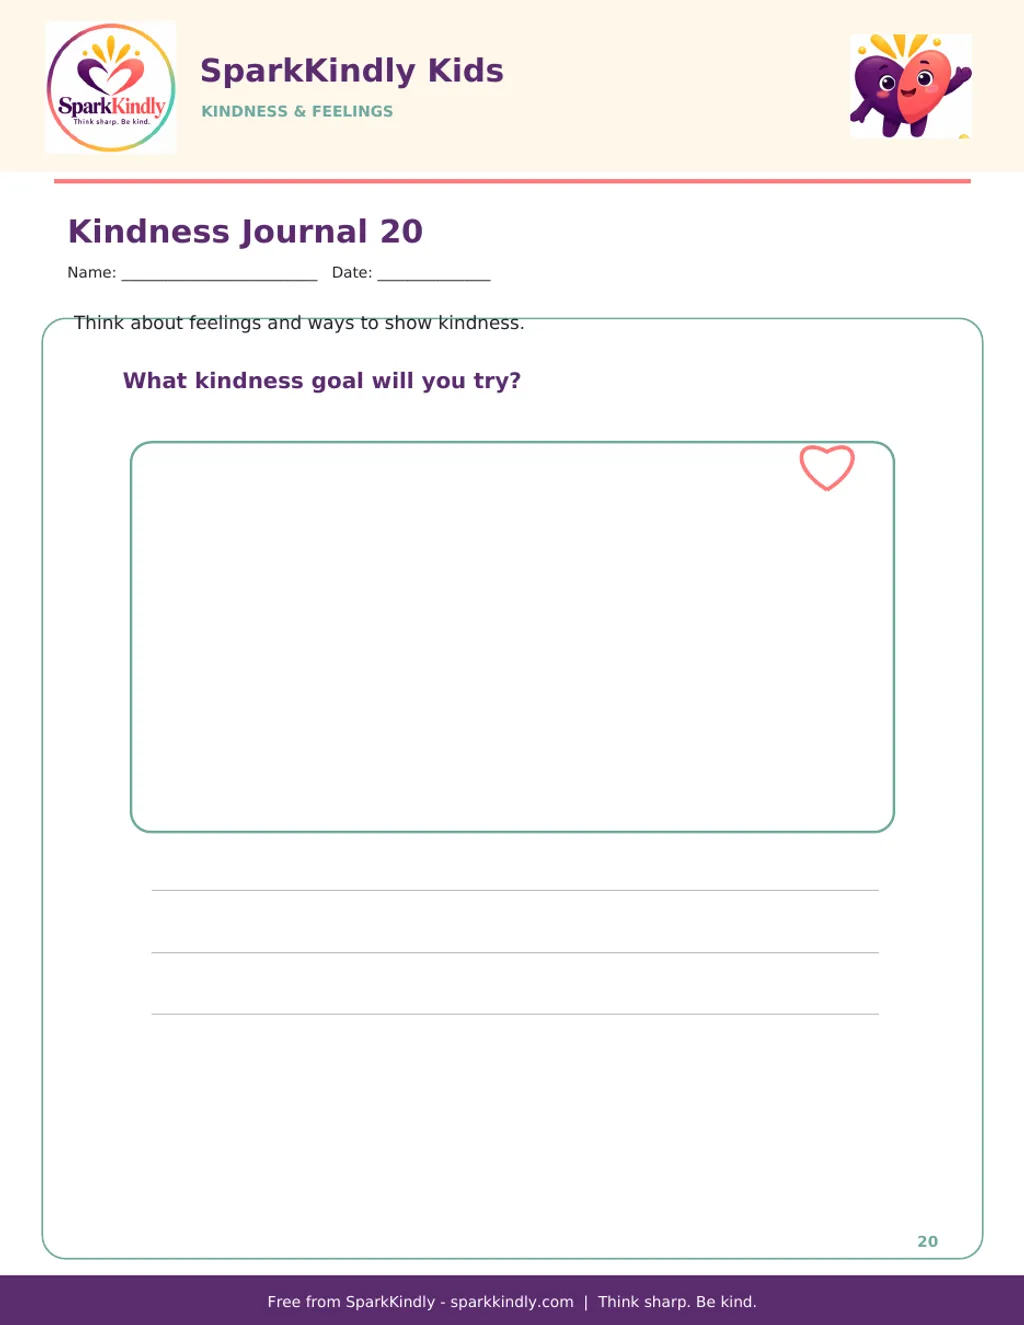 SparkKindly
Think sharp. Be kind.
SparkKindly Kids
KINDNESS & FEELINGS
Kindness Journal 20
Name: __________________________ Date: _______________
Think about feelings and ways to show kindness.
What kindness goal will you try?
20
Free from SparkKindly - sparkkindly.com | Think sharp. Be kind.